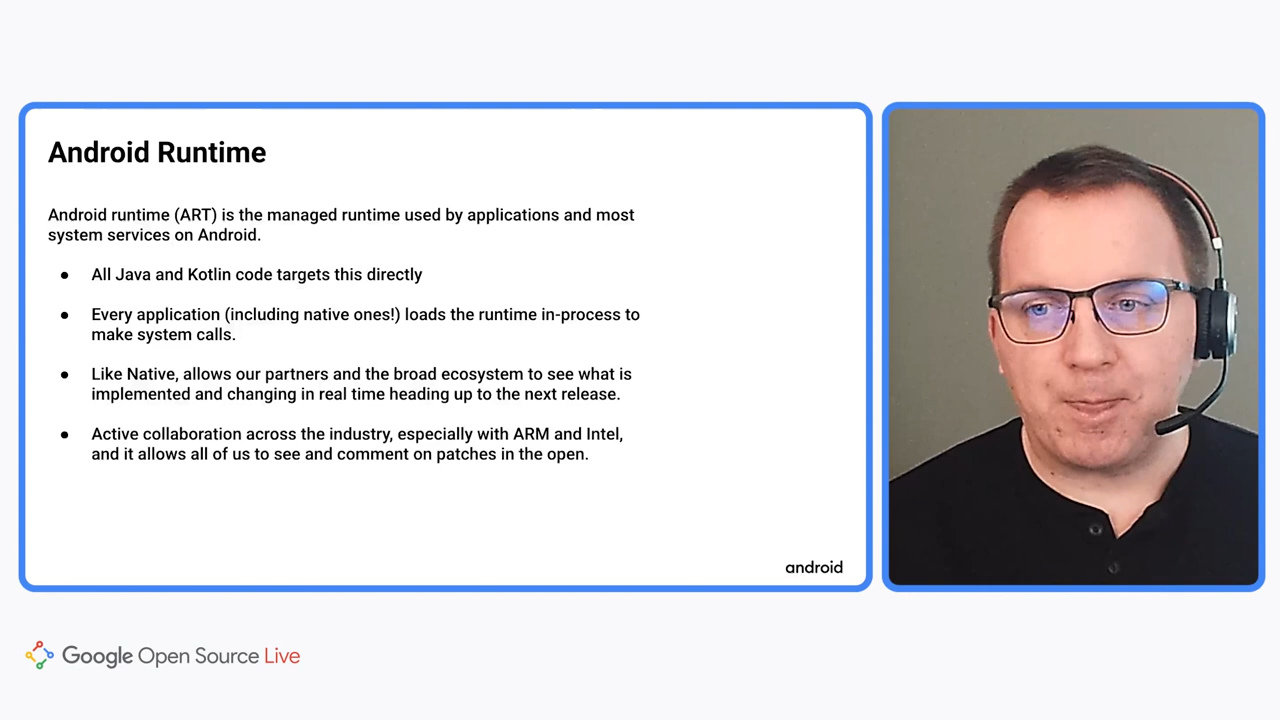 Android Runtime
Android runtime (ART) is the managed runtime used by applications and most
system services on Android.
● All Java and Kotlin code targets this directly
● Every application (including native ones!) loads the runtime in-process to
make system calls.
● Like Native, allows our partners and the broad ecosystem to see what is
implemented and changing in real time heading up to the next release.
● Active collaboration across the industry, especially with ARM and Intel,
and it allows all of us to see and comment on patches in the open.
android
Google Open Source Live